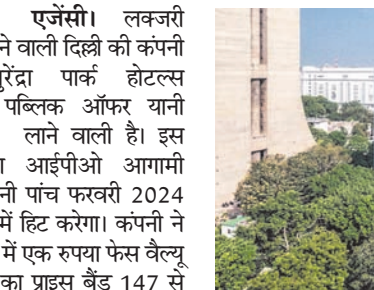 एजेंसी। लक्जरी
ने वाली दिल्ली की कंपनी
पुरेंद्रा पार्क होटल्स
पब्लिक ऑफर यानी
लाने वाली है। इस
आईपीओ आगामी
नी पांच फरवरी 2024
में हिट करेगा। कंपनी ने
में एक रुपया फेस वैल्यू
का प्राइस बैंड 147 से